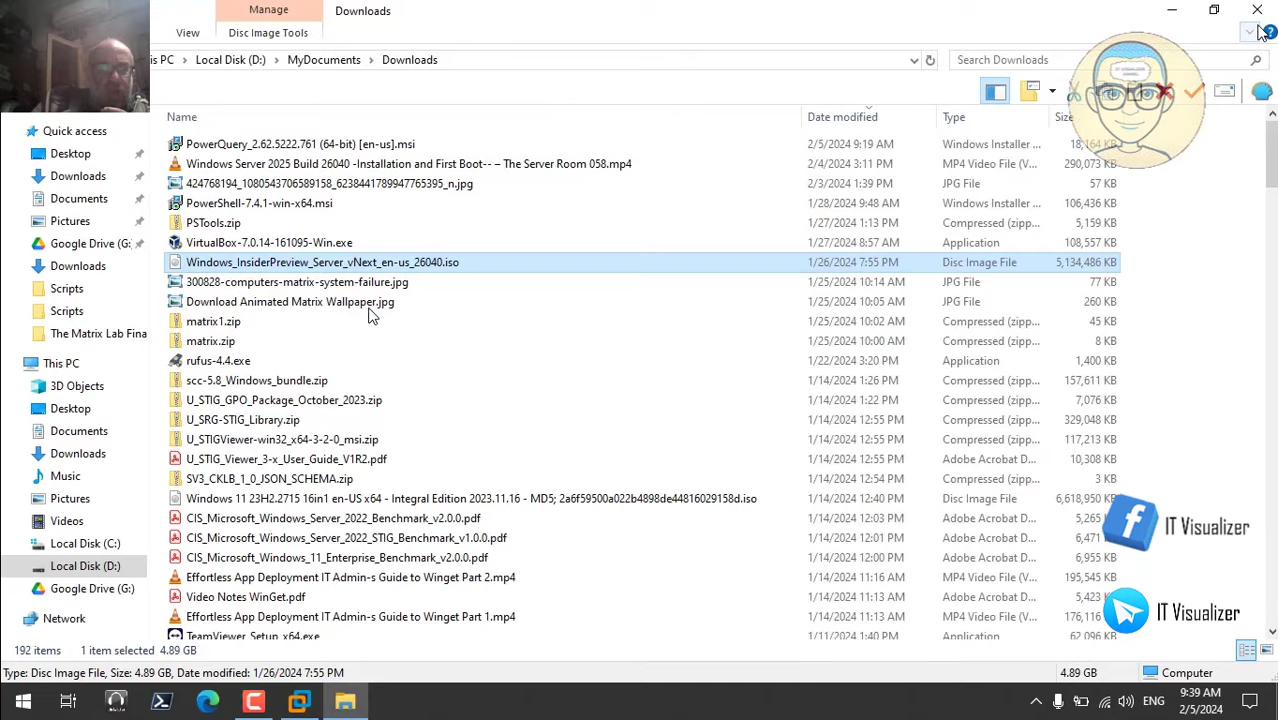 Manage
Downloads
View
Disc Image Tools
is PC > Local Disk (D:) > MyDocuments > Downloads
Search Downloads
Name
Date modified
Type
Size
Quick access
Desktop
Downloads
Documents
Pictures
Google Drive (G:
Downloads
Scripts
Scripts
The Matrix Lab Fina
This PC
3D Objects
Desktop
Documents
Downloads
Music
Pictures
Videos
Local Disk (C:)
Local Disk (D:)
Google Drive (G:)
Network
PowerQuery_2.62.5222.761 (64-bit) [en-us].msi 2/5/2024 9:19 AM Windows Installer ... 18,164 KB
Windows Server 2025 Build 26040 -Installation and First Boot-- – The Server Room 058.mp4 2/4/2024 3:11 PM MP4 Video File (V... 290,073 KB
424768194_1080543706589158_6238441789947765395_n.jpg 2/3/2024 1:39 PM JPG File 57 KB
PowerShell-7.4.1-win-x64.msi 1/28/2024 9:48 AM Windows Installer ... 106,436 KB
PSTools.zip 1/27/2024 1:13 PM Compressed (zipp... 5,159 KB
VirtualBox-7.0.14-161095-Win.exe 1/27/2024 8:57 AM Application 108,557 KB
Windows_InsiderPreview_Server_vNext_en-us_26040.iso 1/26/2024 7:55 PM Disc Image File 5,134,486 KB
300828-computers-matrix-system-failure.jpg 1/25/2024 10:14 AM JPG File 77 KB
Download Animated Matrix Wallpaper.jpg 1/25/2024 10:05 AM JPG File 260 KB
matrix1.zip 1/25/2024 10:02 AM Compressed (zipp... 45 KB
matrix.zip 1/25/2024 10:00 AM Compressed (zipp... 8 KB
rufus-4.4.exe 1/22/2024 3:20 PM Application 1,400 KB
scc-5.8_Windows_bundle.zip 1/14/2024 1:26 PM Compressed (zipp... 157,611 KB
U_STIG_GPO_Package_October_2023.zip 1/14/2024 1:22 PM Compressed (zipp... 7,076 KB
U_SRG-STIG_Library.zip 1/14/2024 12:55 PM Compressed (zipp... 329,048 KB
U_STIGViewer-win32_x64-3-2-0_msi.zip 1/14/2024 12:55 PM Compressed (zipp... 117,213 KB
U_STIG_Viewer_3-x_User_Guide_V1R2.pdf 1/14/2024 12:55 PM Adobe Acrobat D... 10,308 KB
SV3_CKLB_1_0_JSON_SCHEMA.zip 1/14/2024 12:54 PM Compressed (zipp... 3 KB
Windows 11 23H2.2715 16in1 en-US x64 - Integral Edition 2023.11.16 - MD5; 2a6f59500a022b4898de44816029158d.iso 1/14/2024 12:40 PM Disc Image File 6,618,950 KB
CIS_Microsoft_Windows_Server_2022_Benchmark_v2.0.0.pdf 1/14/2024 12:03 PM Adobe Acrobat D... 5,265
CIS_Microsoft_Windows_Server_2022_STIG_Benchmark_v1.0.0.pdf 1/14/2024 12:01 PM Adobe Acrobat D... 6,471
CIS_Microsoft_Windows_11_Enterprise_Benchmark_v2.0.0.pdf 1/14/2024 12:00 PM Adobe Acrobat D... 6,955 KB
Effortless App Deployment IT Admin-s Guide to Winget Part 2.mp4 1/14/2024 11:16 AM MP4 Video File (V... 195,545 KB
Video Notes WinGet.pdf 1/14/2024 11:13 AM Adobe Acrobat D... 5,423
Effortless App Deployment IT Admin-s Guide to Winget Part 1.mp4 1/14/2024 11:13 AM MP4 Video File (V... 176,116
TeamViewer_Setup_x64.exe 1/11/2024 1:40 PM Application 62,096 KB
IT Visualizer
IT Visualizer
192 items 1 item selected 4.89 GB
Type: Disc Image File, Size: 4.89 GB, Date modified: 1/26/2024 7:55 PM
4.89 GB
Computer
ENG
9:39 AM
2/5/2024